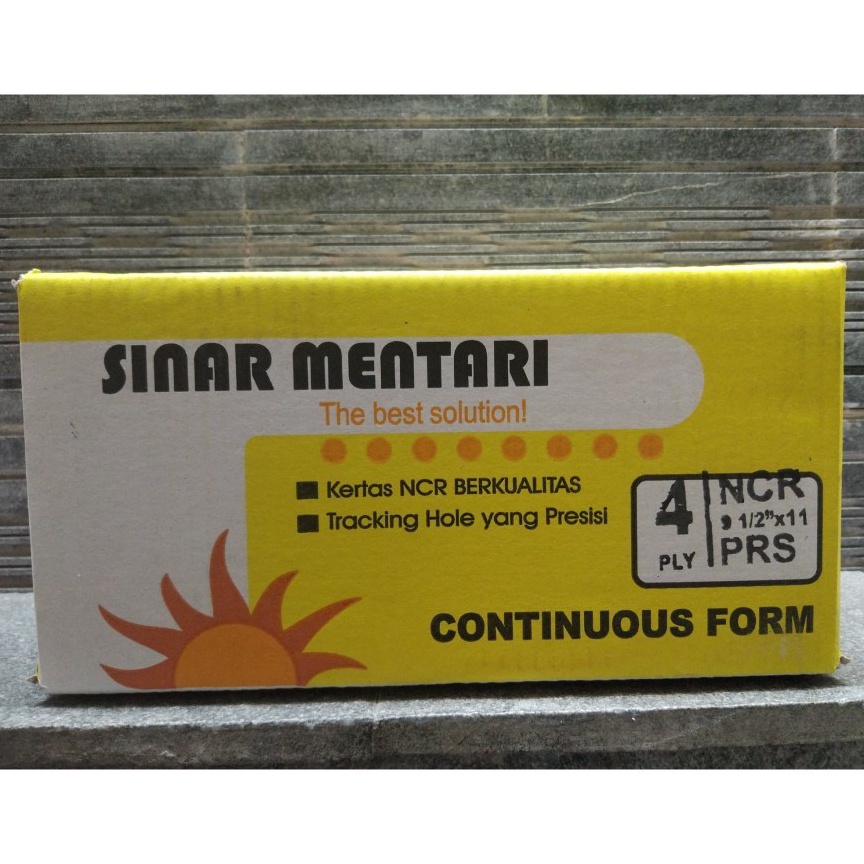 SINAR MENTARI
The best solution!
Kertas NCR BERKUALITAS
Tracking Hole yang Presisi
4 PLY
NCR
9 1/2"x11
PRS
CONTINUOUS FORM